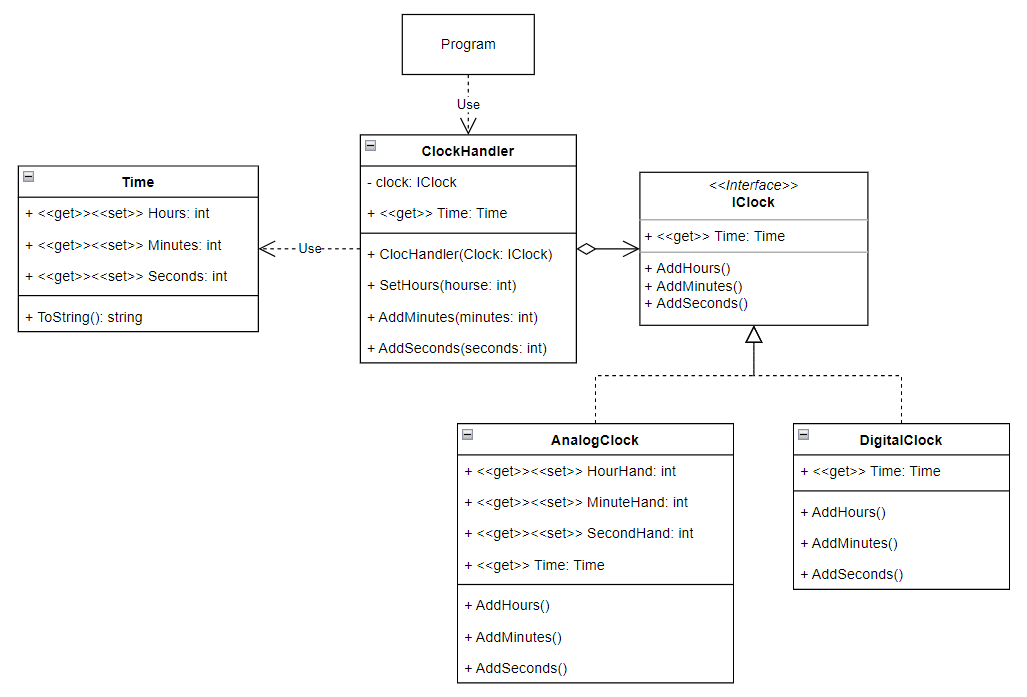 Program
Use
ClockHandler
- clock: IClock
+ <<get>> Time: Time
+ ClocHandler(Clock: IClock)
+ SetHours(hourse: int)
+ AddMinutes(minutes: int)
+ AddSeconds(seconds: int)
Use
Time
+ <<get>><<set>> Hours: int
+ <<get>><<set>> Minutes: int
+ <<get>><<set>> Seconds: int
+ ToString(): string
<<Interface>>
IClock
+ <<get>> Time: Time
+ AddHours()
+ AddMinutes()
+ AddSeconds()
AnalogClock
+ <<get>><<set>> HourHand: int
+ <<get>><<set>> MinuteHand: int
+ <<get>><<set>> SecondHand: int
+ <<get>> Time: Time
+ AddHours()
+ AddMinutes()
+ AddSeconds()
DigitalClock
+ <<get>> Time: Time
+ AddHours()
+ AddMinutes()
+ AddSeconds()